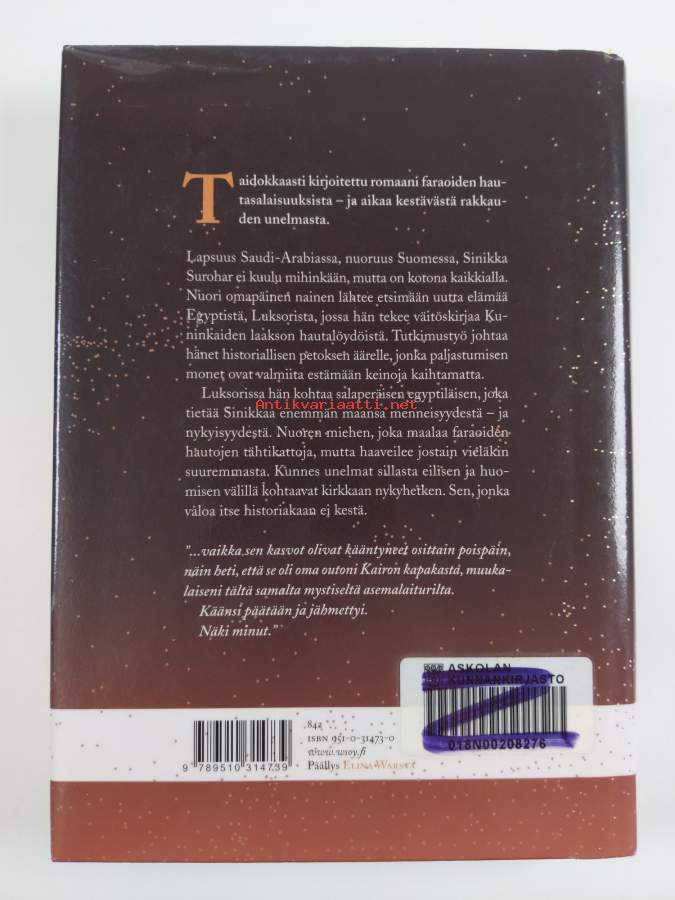 Taidokkaasti kirjoitettu romaani faraoiden hau-
tasalaisuuksista – ja aikaa kestävästä rakkau-
den unelmasta.
Lapsuus Saudi-Arabiassa, nuoruus Suomessa, Sinikka
Surohar ei kuulu mihinkään, mutta on kotona kaikkialla.
Nuori omapäinen nainen lähtee etsimään uutta elämää
Egyptistä, Luksorista, jossa hän tekee väitöskirjaa Ku-
ninkaiden laakson hautalöydöistä. Tutkimustyö johtaa
hänet historiallisen petoksen äärelle, jonka paljastumisen
monet ovat valmiita estämään keinoja kaihtamatta.
Luksorissa hän kohtaa salaperäisen egyptiläisen, joka
Antikvariaatti.net
tietää Sinikkaa enemmän maansa menneisyydestä – ja
nykyisyydestä. Nuoren miehen, joka maalaa faraoiden
hautojen tähtikattoja, mutta haaveilee jostain vieläkin
suuremmasta. Kunnes unelmat sillasta eilisen ja huo-
misen välillä kohtaavat kirkkaan nykyhetken. Sen, jonka
valoa itse historiakaan ei kestä.
”...vaikka sen kasvot olivat kääntyneet osittain poispäin,
näin heti, että se oli oma outoni Kairon kapakasta, muuka-
laiseni tältä samalta mystiseltä asemalaiturilta.
Käänsi päätään ja jähmettyi.
Näki minut.”
ASKOLAN
KUNNANKIRJASTO
018N00208276
842
ISBN 951-0-31473-0
www.wsoy.fi
Päällys Elina Warsta
9 789510 314739